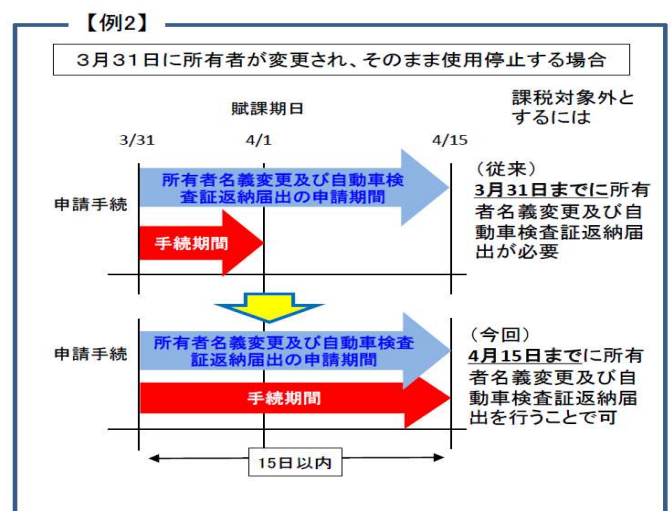 【例2】
3月31日に所有者が変更され、そのまま使用停止する場合
賦課期日
課税対象外と
するには
3/31
4/1
4/15
申請手続
所有者名義変更及び自動車検
査証返納届出の申請期間
手続期間
(従来)
3月31日までに所有
者名義変更及び自
動車検査証返納届
出が必要
申請手続
所有者名義変更及び自動車検査
証返納届出の申請期間
手続期間
(今回)
4月15日までに所有
者名義変更及び自
動車検査証返納届
出を行うことで可
15日以内